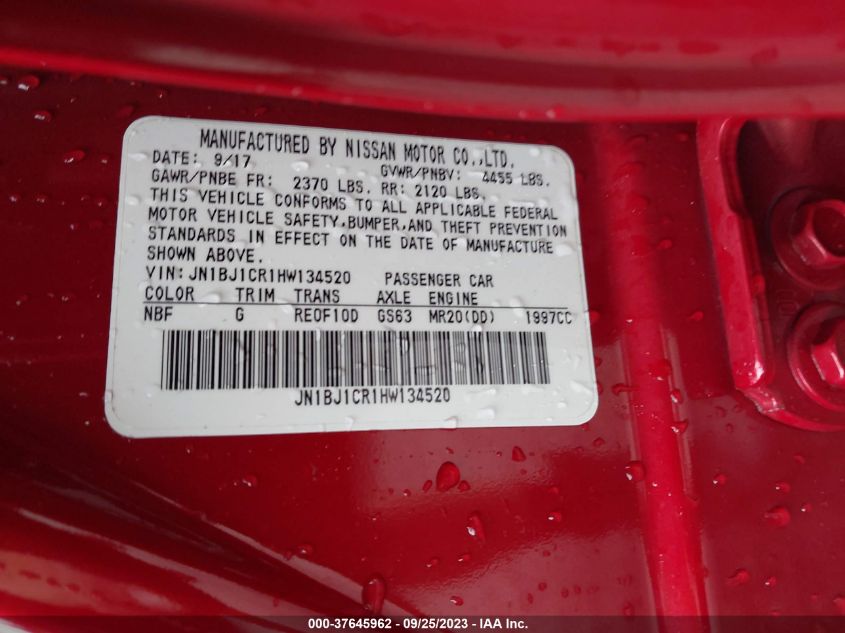 MANUFACTURED BY NISSAN MOTOR CO.,LTD.
DATE: 9/17 GVWR/PNBV: 4455 LBS.
GAWR/PNBE FR: 2370 LBS. RR: 2120 LBS.
THIS VEHICLE CONFORMS TO ALL APPLICABLE FEDERAL
MOTOR VEHICLE SAFETY,BUMPER,AND THEFT PREVENTION
STANDARDS IN EFFECT ON THE DATE OF MANUFACTURE
SHOWN ABOVE.
VIN:JN1BJ1CR1HW134520 PASSENGER CAR
COLOR TRIM TRANS AXLE ENGINE
NBF G RE0F10D GS63 MR20(DD) 1997CC
JN1BJ1CR1HW134520
000-37645962 - 09/25/2023 - IAA Inc.